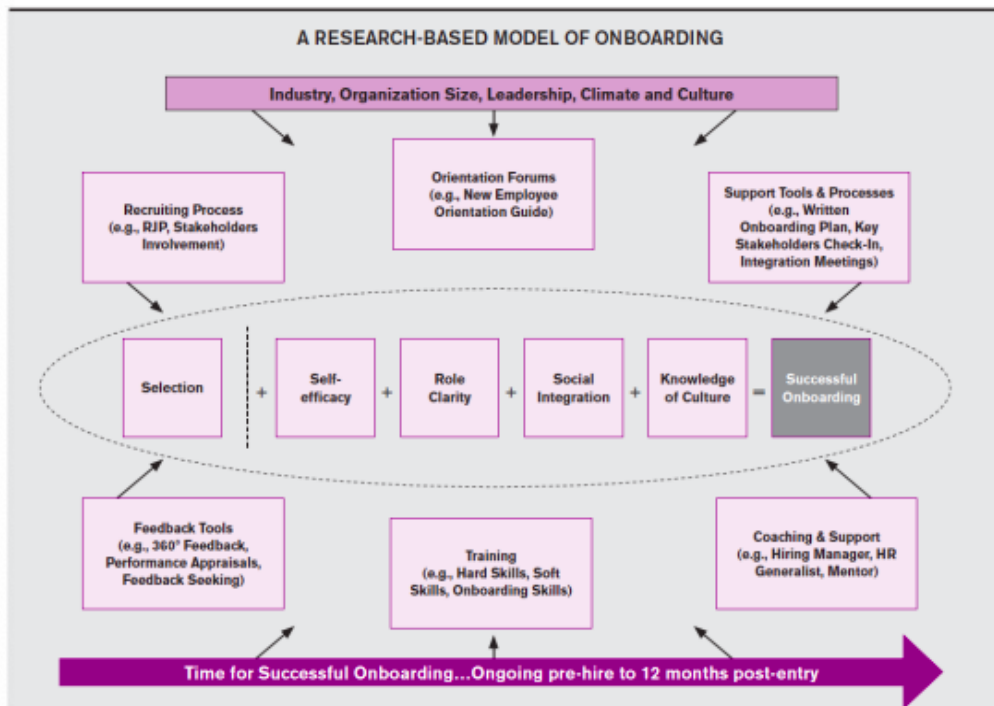 A RESEARCH-BASED MODEL OF ONBOARDING
Industry, Organization Size, Leadership, Climate and Culture
Recruiting Process
(e.g., RJP, Stakeholders
Involvement)
Orientation Forums
(e.g., New Employee
Orientation Guide)
Support Tools & Processes
(e.g., Written
Onboarding Plan, Key
Stakeholders Check-In,
Integration Meetings)
Selection
+
Self-
efficacy
+
Role
Clarity
+
Social
Integration
+
Knowledge
of Culture
=
Successful
Onboarding
Feedback Tools
(e.g., 360° Feedback,
Performance Appraisals,
Feedback Seeking)
Training
(e.g., Hard Skills, Soft
Skills, Onboarding Skills)
Coaching & Support
(e.g., Hiring Manager, HR
Generalist, Mentor)
Time for Successful Onboarding...Ongoing pre-hire to 12 months post-entry